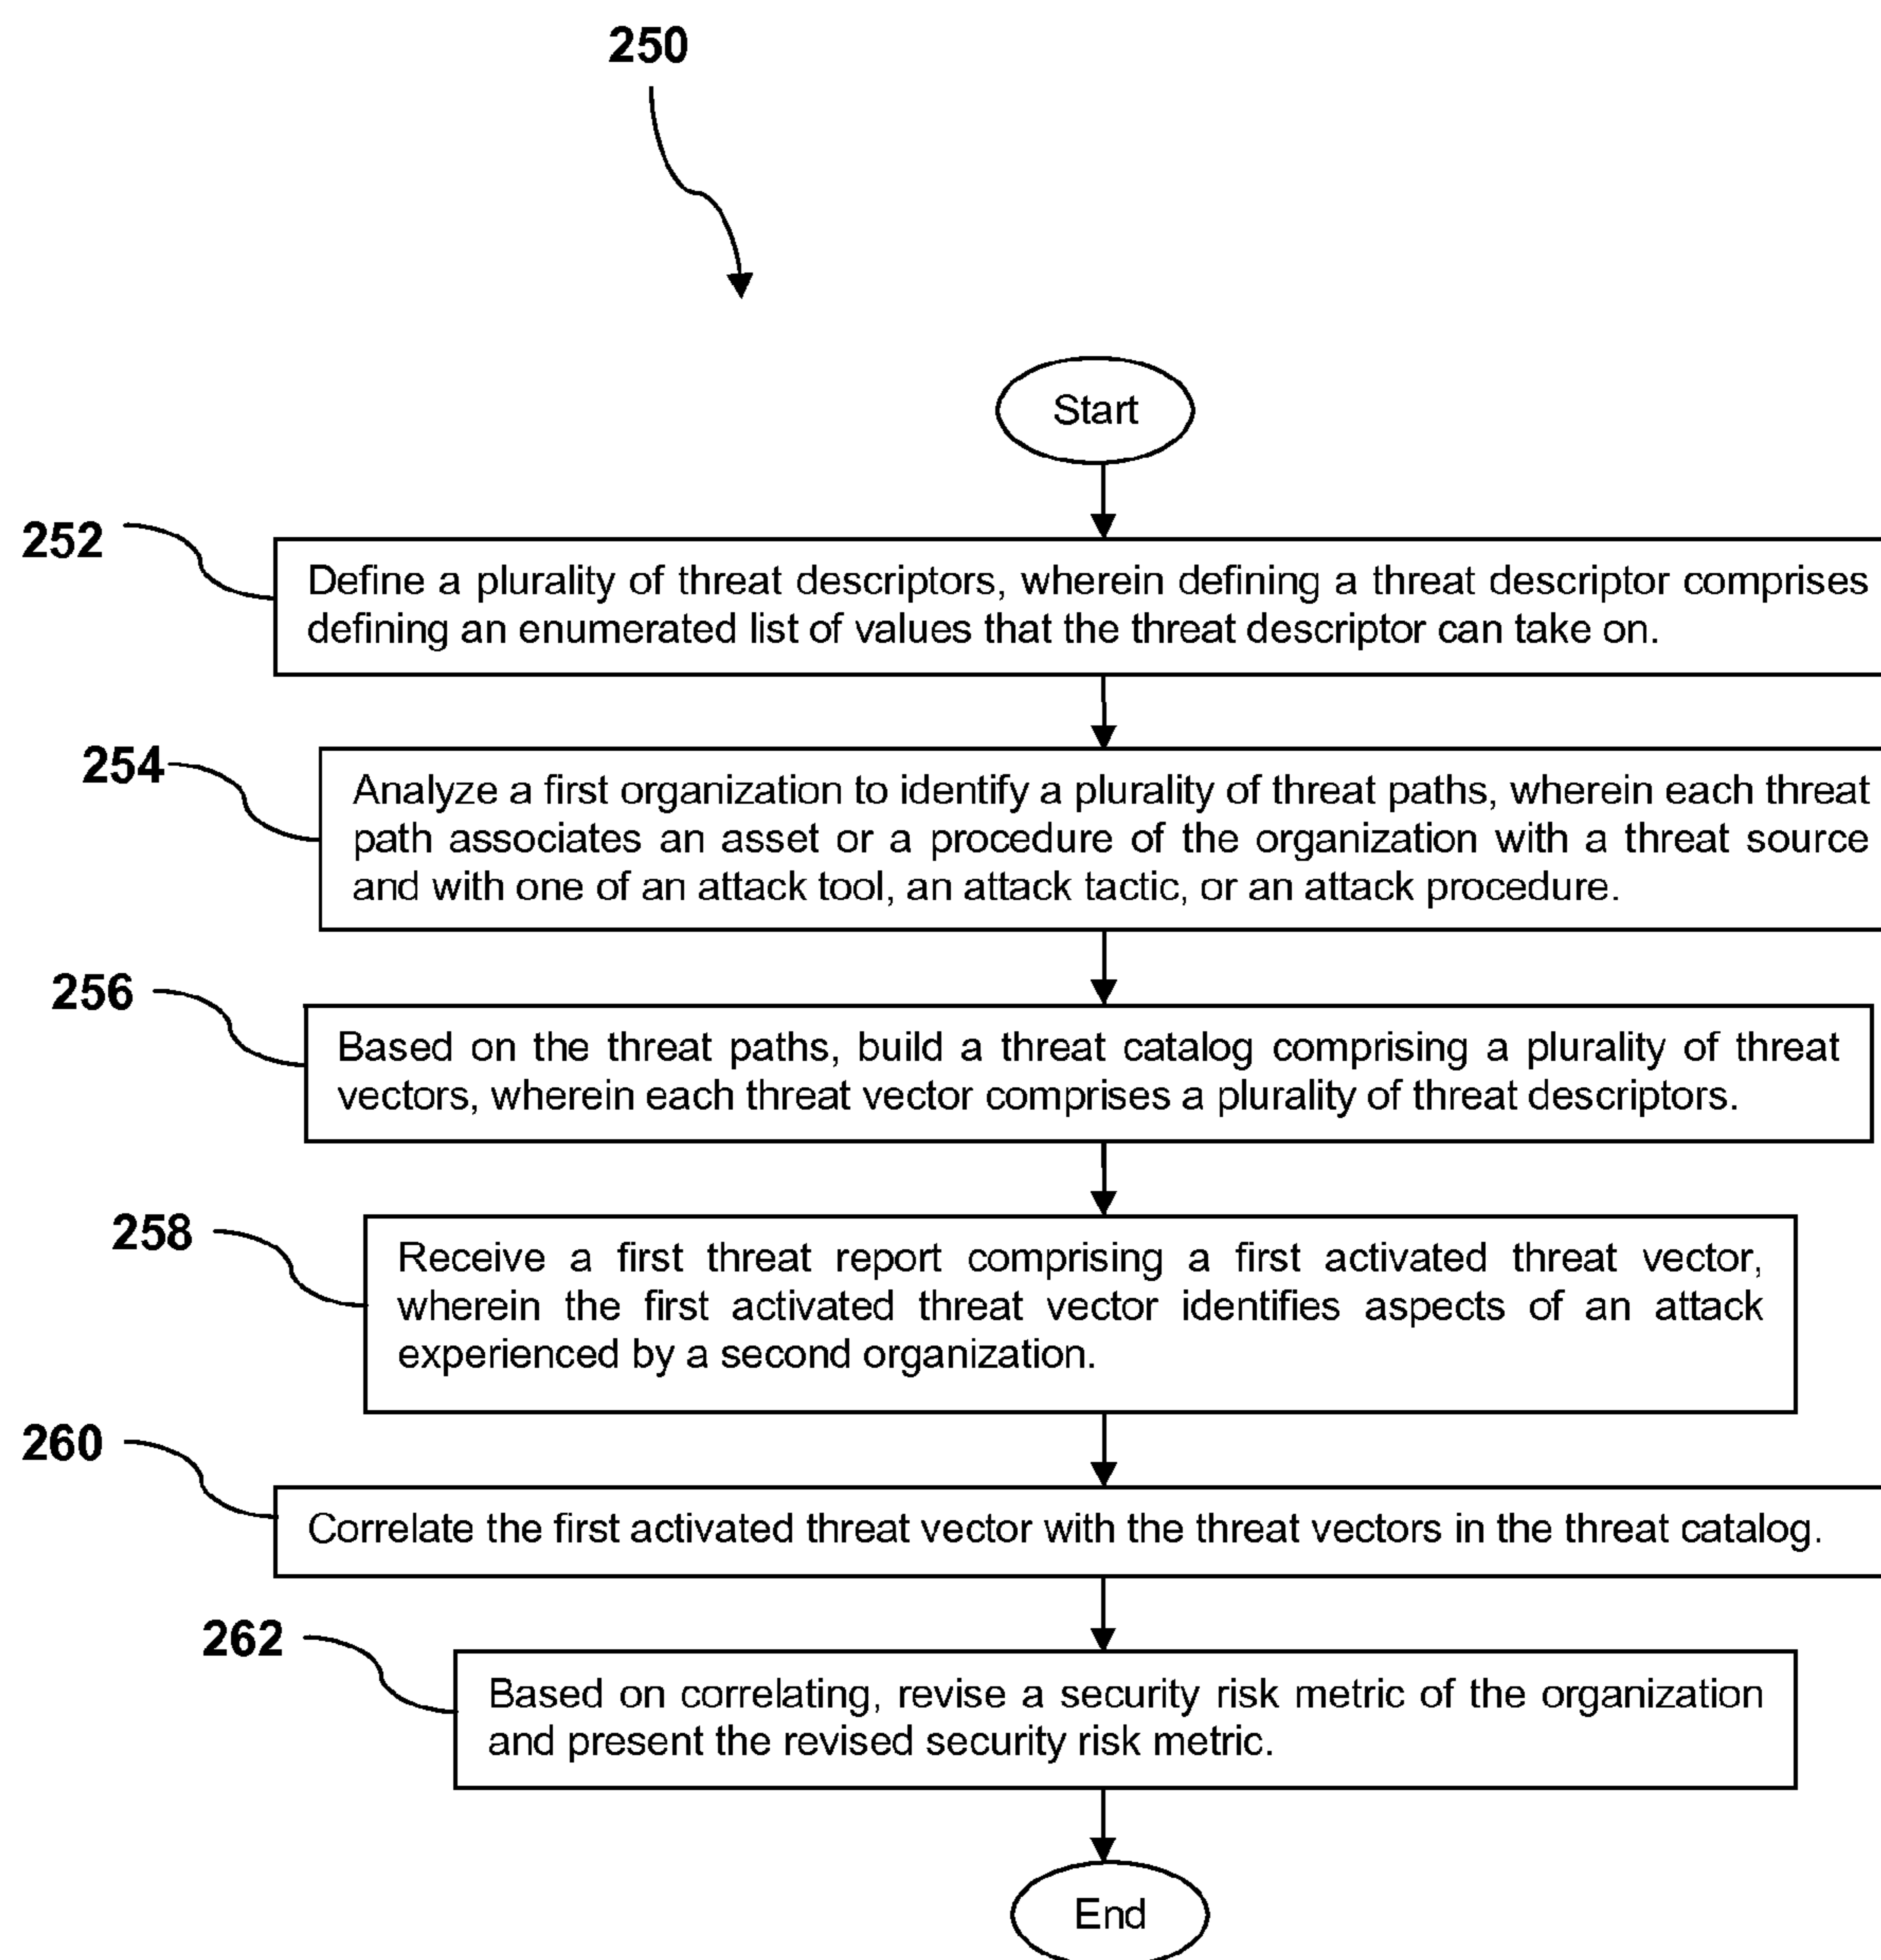 250
Start
252
Define a plurality of threat descriptors, wherein defining a threat descriptor comprises
defining an enumerated list of values that the threat descriptor can take on.
254
Analyze a first organization to identify a plurality of threat paths, wherein each threat
path associates an asset or a procedure of the organization with a threat source
and with one of an attack tool, an attack tactic, or an attack procedure.
256
Based on the threat paths, build a threat catalog comprising a plurality of threat
vectors, wherein each threat vector comprises a plurality of threat descriptors.
258
Receive a first threat report comprising a first activated threat vector,
wherein the first activated threat vector identifies aspects of an attack
experienced by a second organization.
260
Correlate the first activated threat vector with the threat vectors in the threat catalog.
262
Based on correlating, revise a security risk metric of the organization
and present the revised security risk metric.
End